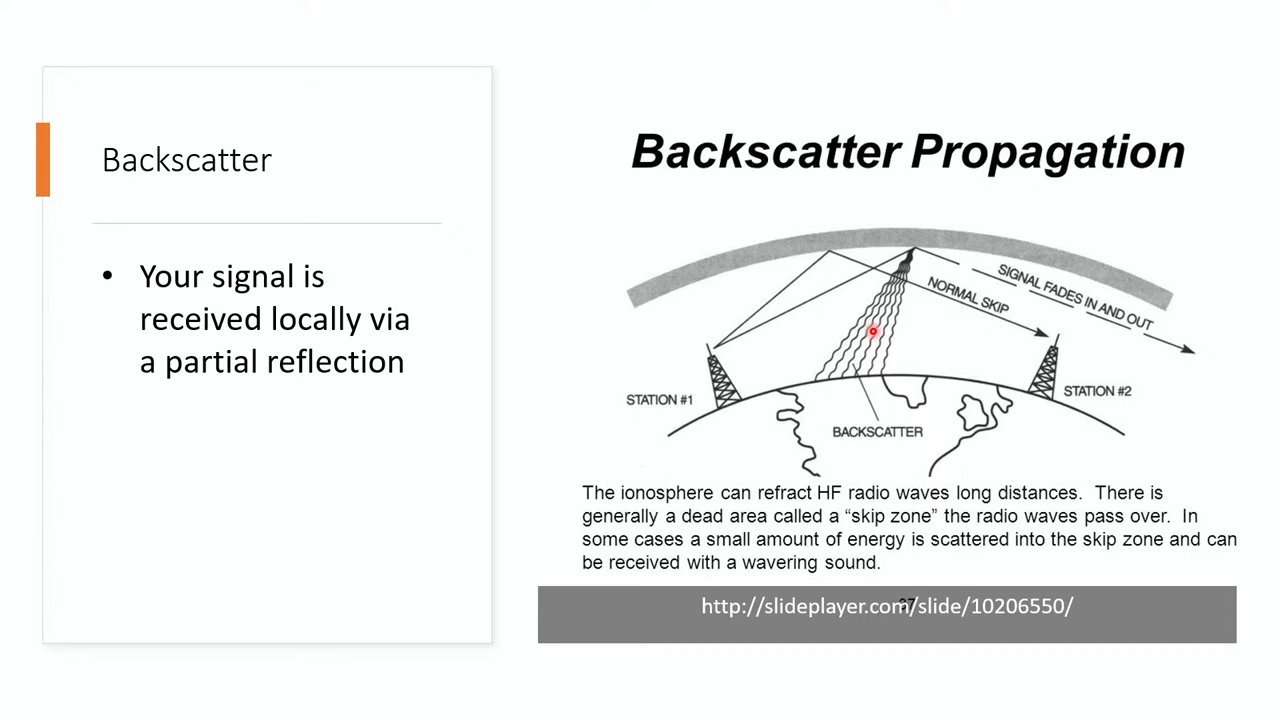 Backscatter
• Your signal is
received locally via
a partial reflection
Backscatter Propagation
SIGNAL FADES IN AND OUT
NORMAL SKIP
STATION #1
STATION #2
BACKSCATTER
The ionosphere can refract HF radio waves long distances.  There is
generally a dead area called a “skip zone” the radio waves pass over.  In
some cases a small amount of energy is scattered into the skip zone and can
be received with a wavering sound.
http://slideplayer.com/slide/10206550/